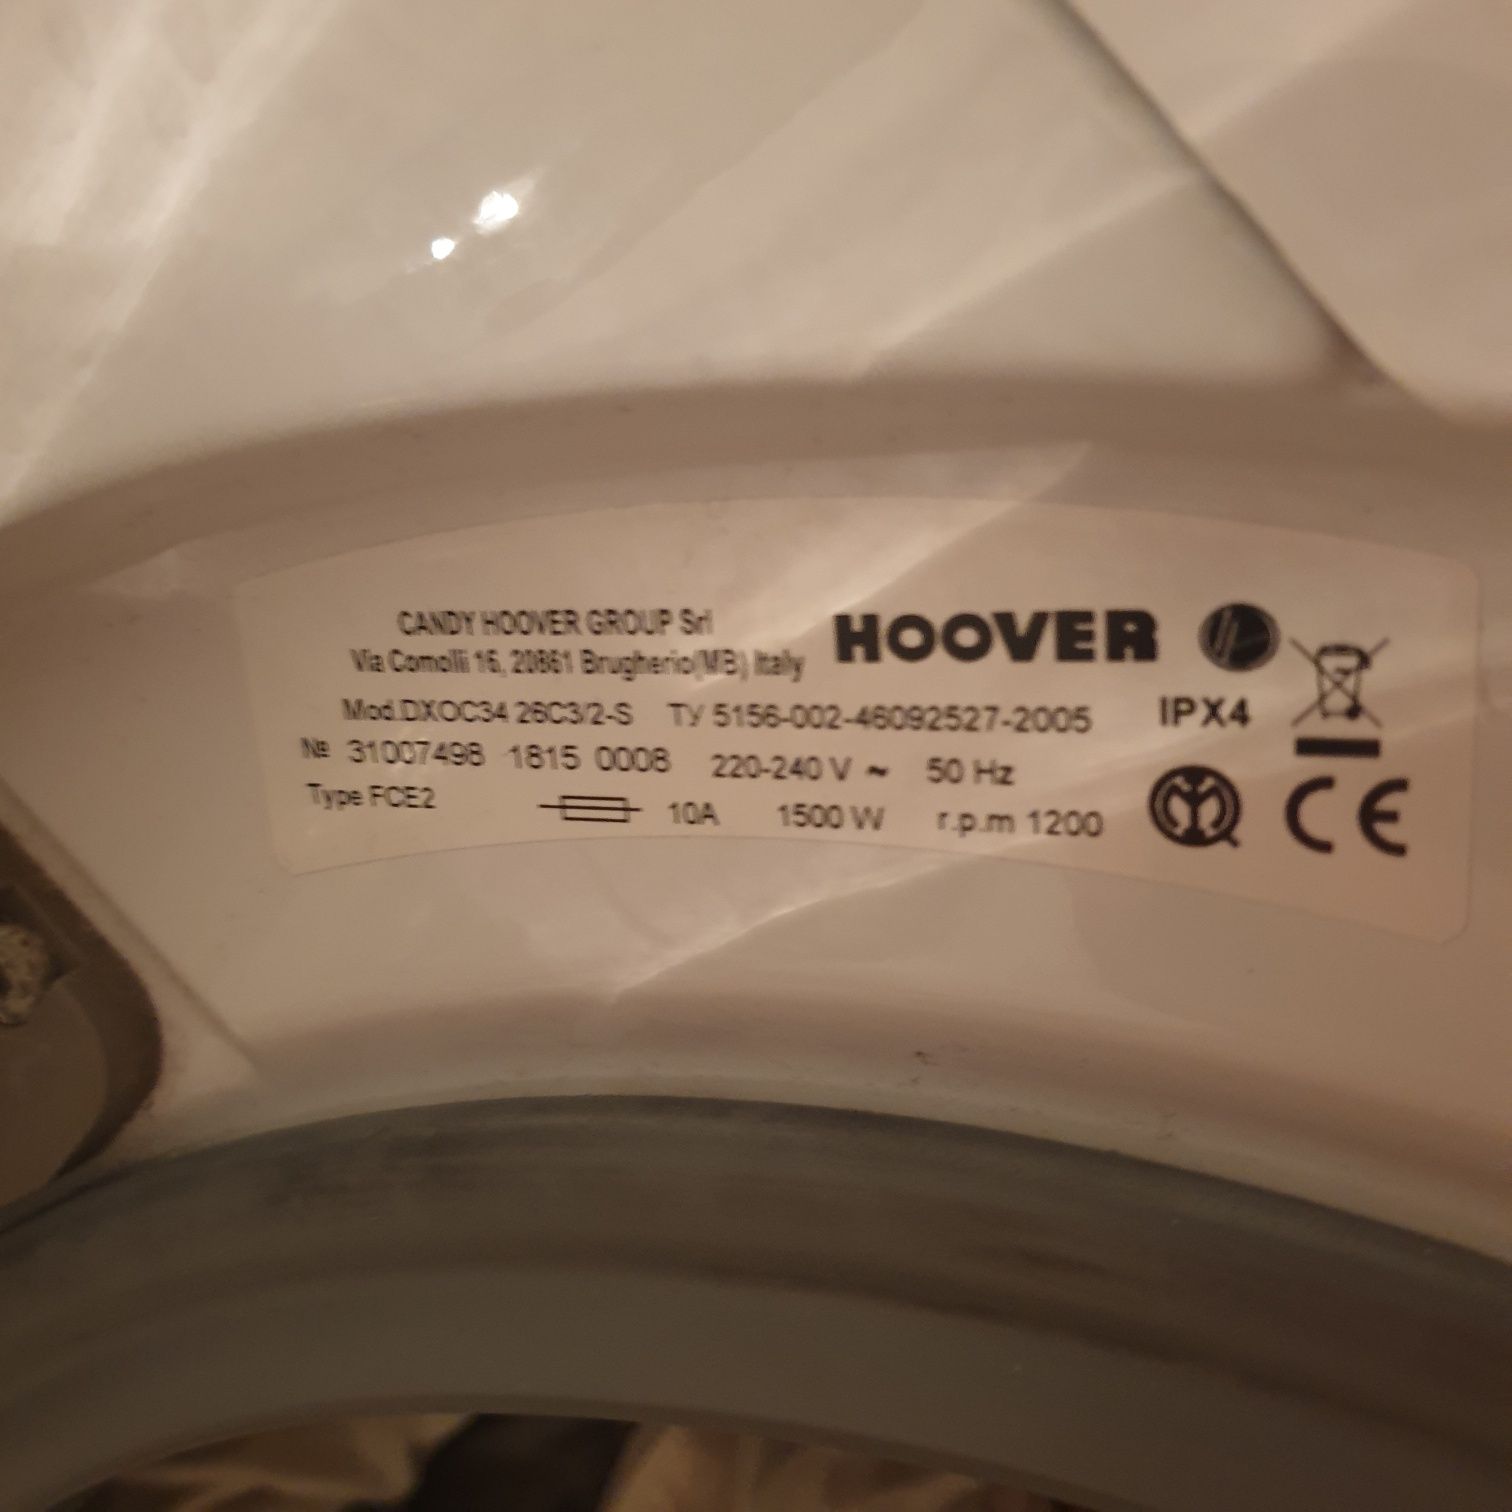 CANDY HOOVER GROUP Srl
Via Comolli 16, 20861 Brugherio(MB) Italy
HOOVER
Mod.DXOC34 26C3/2-S ТУ 5156-002-46092527-2005 IPX4
№ 31007498 1815 0008 220-240 V ~ 50 Hz
Type FCE2 10A 1500 W r.p.m 1200 CE